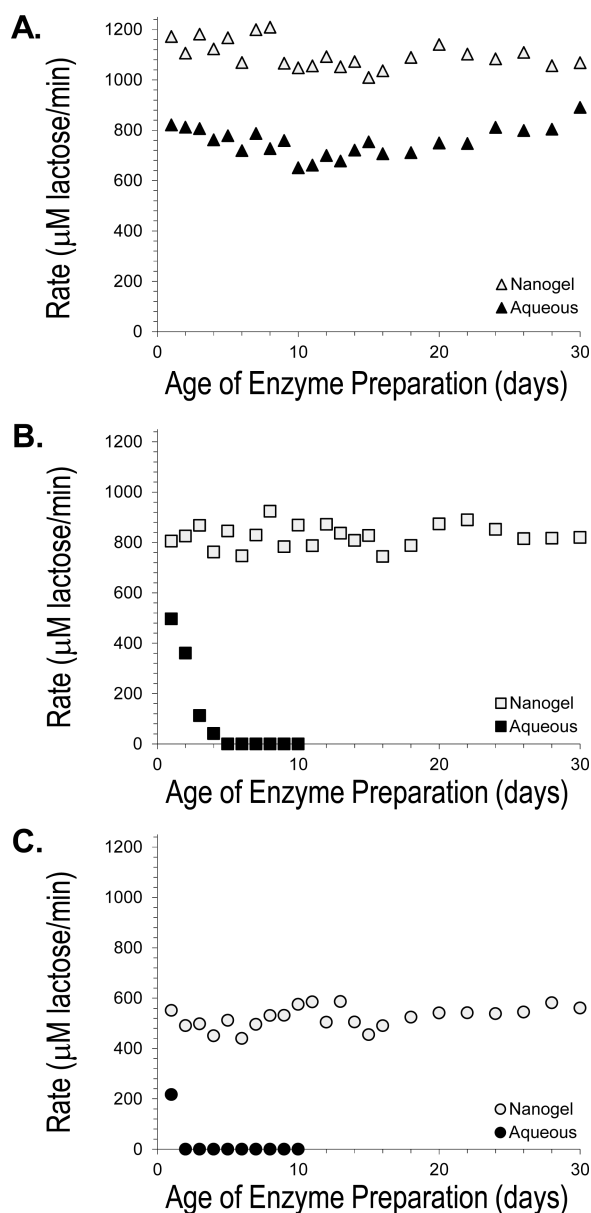 A.
Rate (μM lactose/min)
1200
1000
800
600
400
200
0
Nanogel
Aqueous
0 10 20 30
Age of Enzyme Preparation (days)
B.
Rate (μM lactose/min)
1200
1000
800
600
400
200
0
Nanogel
Aqueous
0 10 20 30
Age of Enzyme Preparation (days)
C.
Rate (μM lactose/min)
1200
1000
800
600
400
200
0
Nanogel
Aqueous
0 10 20 30
Age of Enzyme Preparation (days)